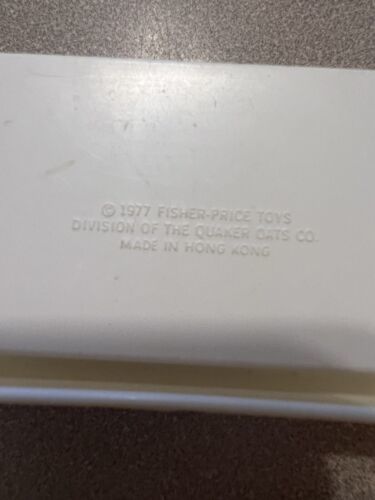 © 1977 FISHER-PRICE TOYS
DIVISION OF THE QUAKER OATS CO.
MADE IN HONG KONG